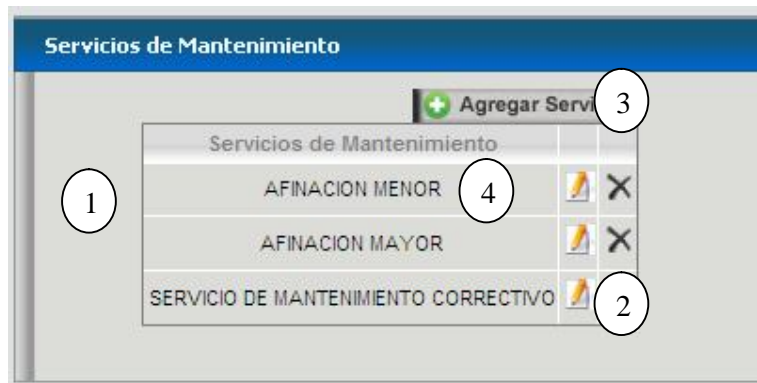 Servicios de Mantenimiento
Agregar Servi
3
Servicios de Mantenimiento
1
AFINACION MENOR
4
AFINACION MAYOR
SERVICIO DE MANTENIMIENTO CORRECTIVO
2